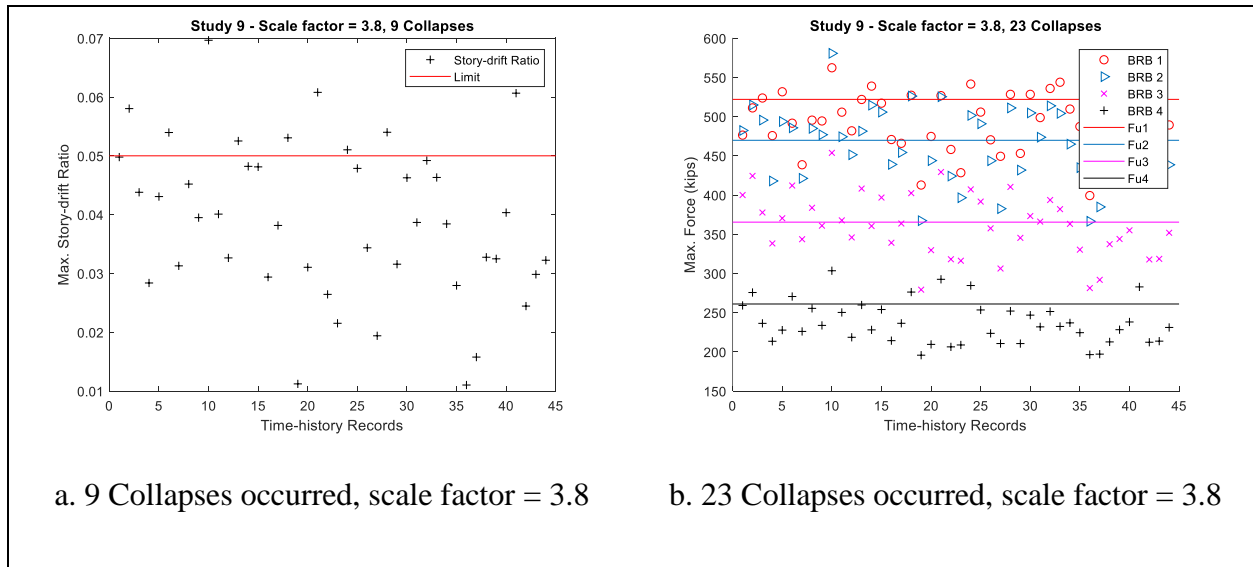 Study 9 - Scale factor = 3.8, 9 Collapses
0.07
0.06
0.05
0.04
0.03
0.02
0.01
Max. Story-drift Ratio
0 5 10 15 20 25 30 35 40 45
Time-history Records
Story-drift Ratio
Limit
Study 9 - Scale factor = 3.8, 23 Collapses
600
550
500
450
400
350
300
250
200
150
Max. Force (kips)
0 5 10 15 20 25 30 35 40 45
Time-history Records
BRB 1
BRB 2
BRB 3
BRB 4
Fu1
Fu2
Fu3
Fu4
a. 9 Collapses occurred, scale factor = 3.8
b. 23 Collapses occurred, scale factor = 3.8